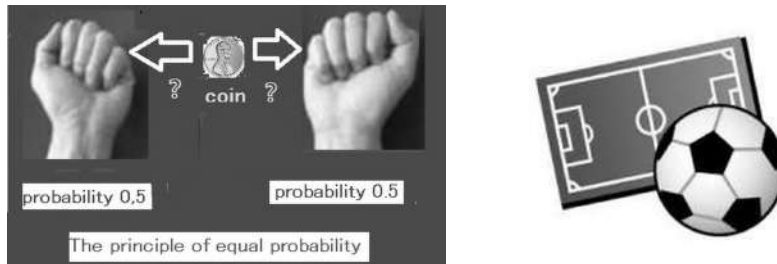 ? coin ?
probability 0,5
probability 0.5
The principle of equal probability